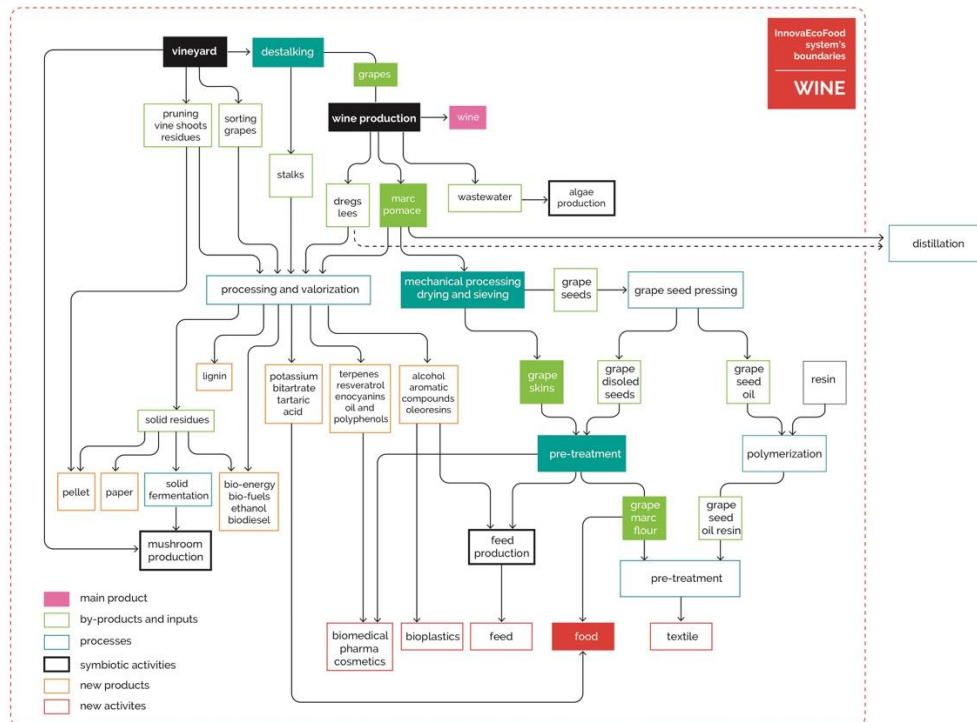 InnovaEcoFood
system's
boundaries
WINE
vineyard
destalking
grapes
pruning
vine shoots
residues
sorting
grapes
wine production
wine
stalks
dregs
lees
marc
pomace
wastewater
algae
production
distillation
processing and valorization
mechanical processing
drying and sieving
grape
seeds
grape seed pressing
lignin
potassium
bitartrate
tartaric
acid
terpenes
resveratrol
enocyanins
oil and
polyphenols
alcohol
aromatic
compounds
oleoresins
grape
skins
grape
disoled
seeds
grape
seed
oil
resin
solid residues
pre-treatment
polymerization
pellet
paper
solid
fermentation
bio-energy
bio-fuels
ethanol
biodiesel
grape
marc
flour
grape
seed
oil resin
mushroom
production
feed
production
pre-treatment
main product
by-products and inputs
processes
symbiotic activities
new products
new activites
biomedical
pharma
cosmetics
bioplastics
feed
food
textile